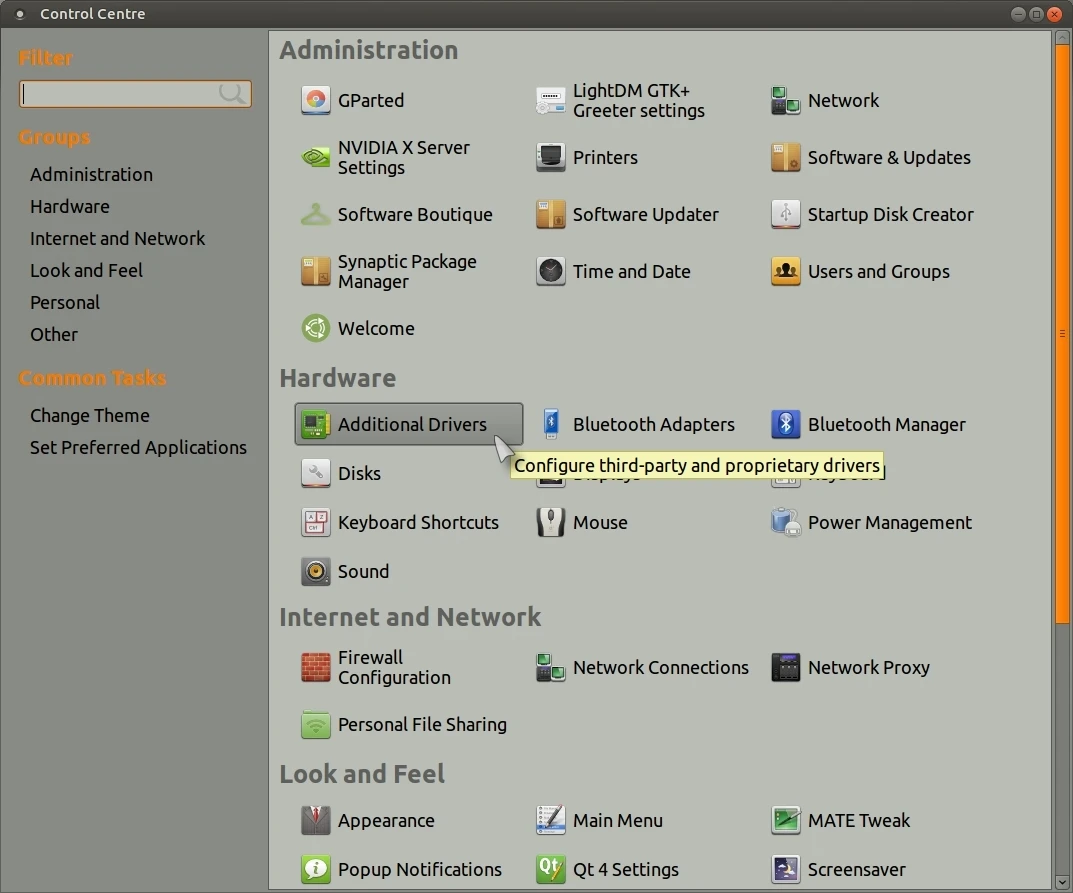 Control Centre
Filter
Groups
Administration
Hardware
Internet and Network
Look and Feel
Personal
Other
Common Tasks
Change Theme
Set Preferred Applications
Administration
GParted
LightDM GTK+
Greeter settings
Network
NVIDIA X Server
Settings
Printers
Software & Updates
Software Boutique
Software Updater
Startup Disk Creator
Synaptic Package
Manager
Time and Date
Users and Groups
Welcome
Hardware
Additional Drivers
Bluetooth Adapters
Bluetooth Manager
Configure third-party and proprietary drivers
Disks
Keyboard Shortcuts
Mouse
Power Management
Sound
Internet and Network
Firewall
Configuration
Network Connections
Network Proxy
Personal File Sharing
Look and Feel
Appearance
Main Menu
MATE Tweak
Popup Notifications
Qt 4 Settings
Screensaver